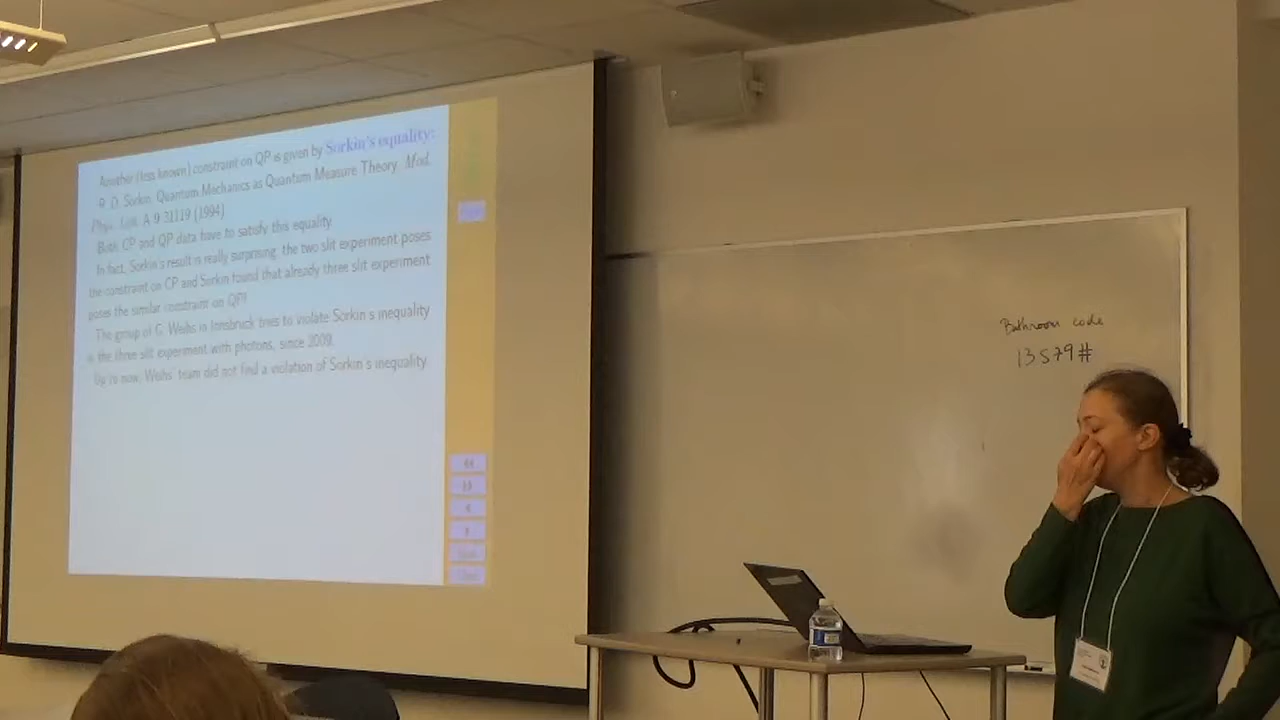 Another (less known) constraint on QP is given by Sorkin's equality:
R. D. Sorkin. Quantum Mechanics as Quantum Measure Theory. Mod.
Phys. Lett. A 9 31119 (1994)
Both CP and QP data have to satisfy this equality
In fact, Sorkin's result is really surprising: the two slit experiment poses
the constraint on CP and Sorkin found that already three slit experiment
poses the similar constraint on QP!
The group of G. Weihs in Innsbruck tries to violate Sorkin's inequality
the three slit experiment with photons, since 2009.
Up to now, Weihs' team did not find a violation of Sorkin's inequality
Bathroom code
13579#